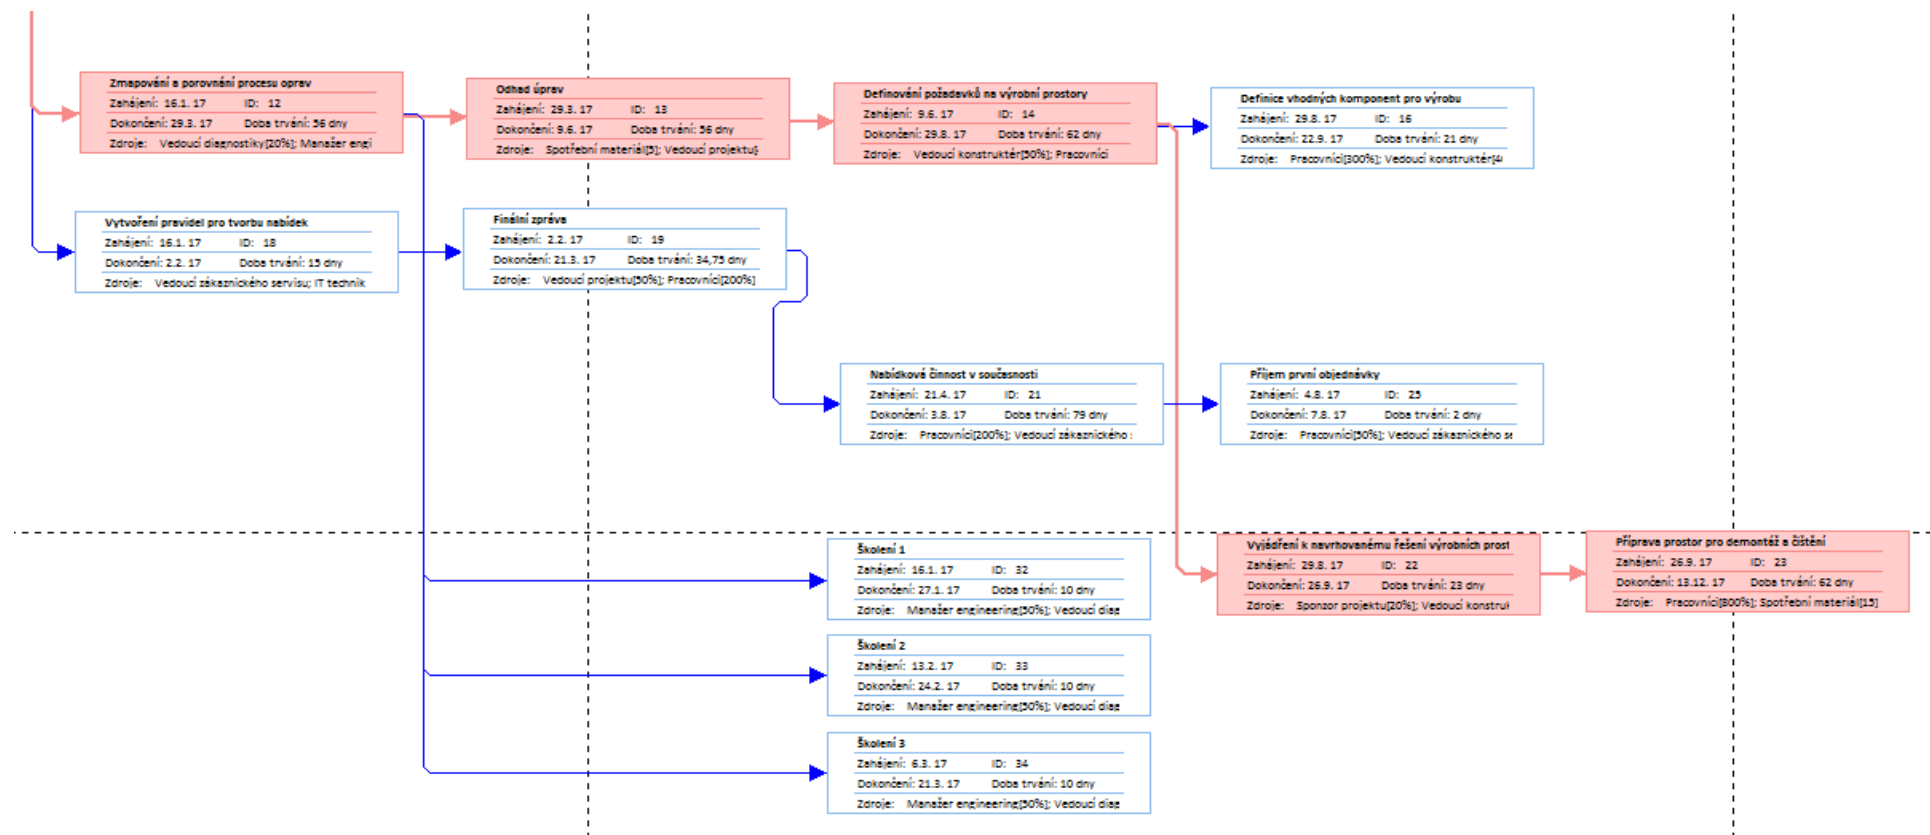 Zmapování a porovnání procesu oprav
Zahájení: 16.1. 17 ID: 12
Dokončení: 29.3. 17 Doba trvání: 56 dny
Zdroje: Vedoucí diagnostiky[20%]; Manažer engi
Odhad úprav
Zahájení: 29.3. 17 ID: 13
Dokončení: 9.6. 17 Doba trvání: 56 dny
Zdroje: Spotřební materiál[5]; Vedoucí projektu[
Definování požadavků na výrobní prostory
Zahájení: 9.6. 17 ID: 14
Dokončení: 29.8. 17 Doba trvání: 62 dny
Zdroje: Vedoucí konstruktér[50%]; Pracovníci
Definice vhodných komponent pro výrobu
Zahájení: 29.8. 17 ID: 16
Dokončení: 22.9. 17 Doba trvání: 21 dny
Zdroje: Pracovníci[300%]; Vedoucí konstruktér[4
Vytvoření pravidel pro tvorbu nabídek
Zahájení: 16.1. 17 ID: 18
Dokončení: 2.2. 17 Doba trvání: 15 dny
Zdroje: Vedoucí zákaznického servisu; IT technik
Finální zpráva
Zahájení: 2.2. 17 ID: 19
Dokončení: 21.3. 17 Doba trvání: 34,75 dny
Zdroje: Vedoucí projektu[50%]; Pracovníci[200%]
Nabídková činnost v současnosti
Zahájení: 21.4. 17 ID: 21
Dokončení: 3.8. 17 Doba trvání: 79 dny
Zdroje: Pracovníci[200%]; Vedoucí zákaznického
Příjem první objednávky
Zahájení: 4.8. 17 ID: 25
Dokončení: 7.8. 17 Doba trvání: 2 dny
Zdroje: Pracovníci[50%]; Vedoucí zákaznického se
Školení 1
Zahájení: 16.1. 17 ID: 32
Dokončení: 27.1. 17 Doba trvání: 10 dny
Zdroje: Manažer engineering[50%]; Vedoucí diag
Vyjádření k navrhovanému řešení výrobních prost
Zahájení: 29.8. 17 ID: 22
Dokončení: 26.9. 17 Doba trvání: 23 dny
Zdroje: Sponzor projektu[20%]; Vedoucí konstruk
Příprava prostor pro demontáž a čištění
Zahájení: 26.9. 17 ID: 23
Dokončení: 13.12. 17 Doba trvání: 62 dny
Zdroje: Pracovníci[800%]; Spotřební materiál[15]
Školení 2
Zahájení: 13.2. 17 ID: 33
Dokončení: 24.2. 17 Doba trvání: 10 dny
Zdroje: Manažer engineering[50%]; Vedoucí diag
Školení 3
Zahájení: 6.3. 17 ID: 34
Dokončení: 21.3. 17 Doba trvání: 10 dny
Zdroje: Manažer engineering[50%]; Vedoucí diag